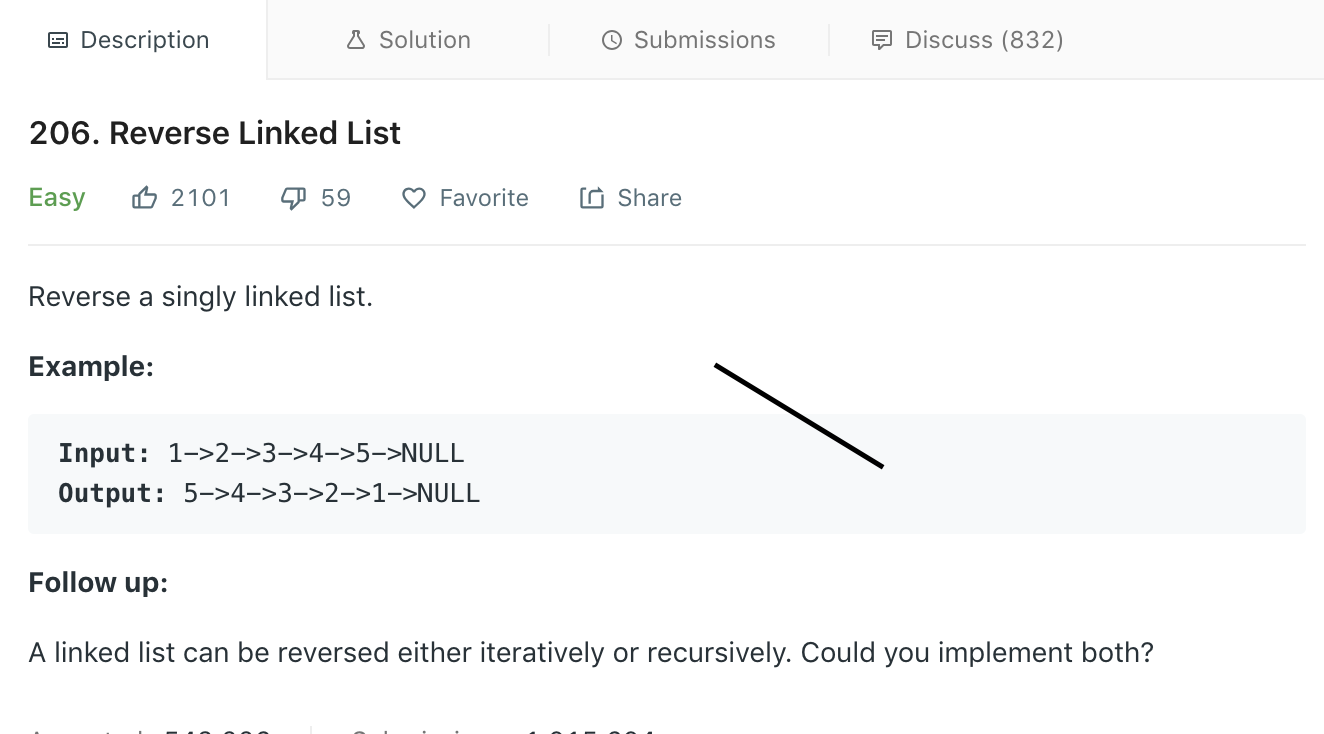 Description Solution Submissions Discuss (832)
206. Reverse Linked List
Easy 2101 59 Favorite Share
Reverse a singly linked list.
Example:
Input: 1->2->3->4->5->NULL
Output: 5->4->3->2->1->NULL
Follow up:
A linked list can be reversed either iteratively or recursively. Could you implement both?